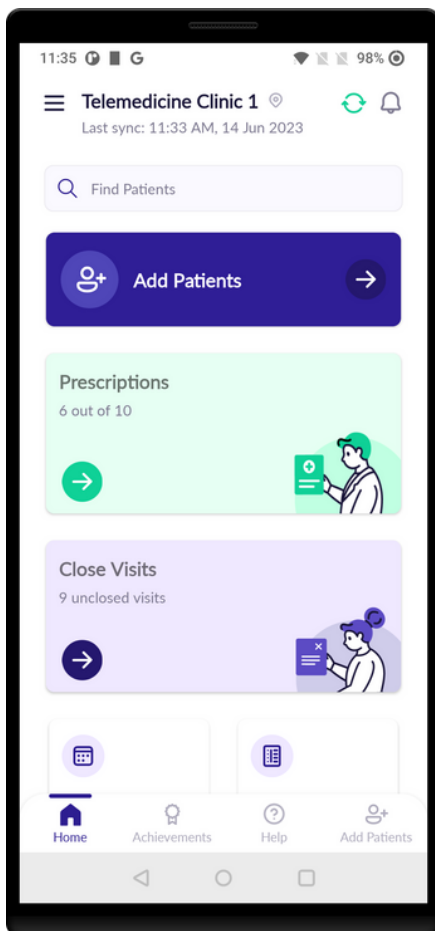 11:35 G 98%
Telemedicine Clinic 1
Last sync: 11:33 AM, 14 Jun 2023
Find Patients
Add Patients
Prescriptions
6 out of 10
Close Visits
9 unclosed visits
Home Achievements Help Add Patients